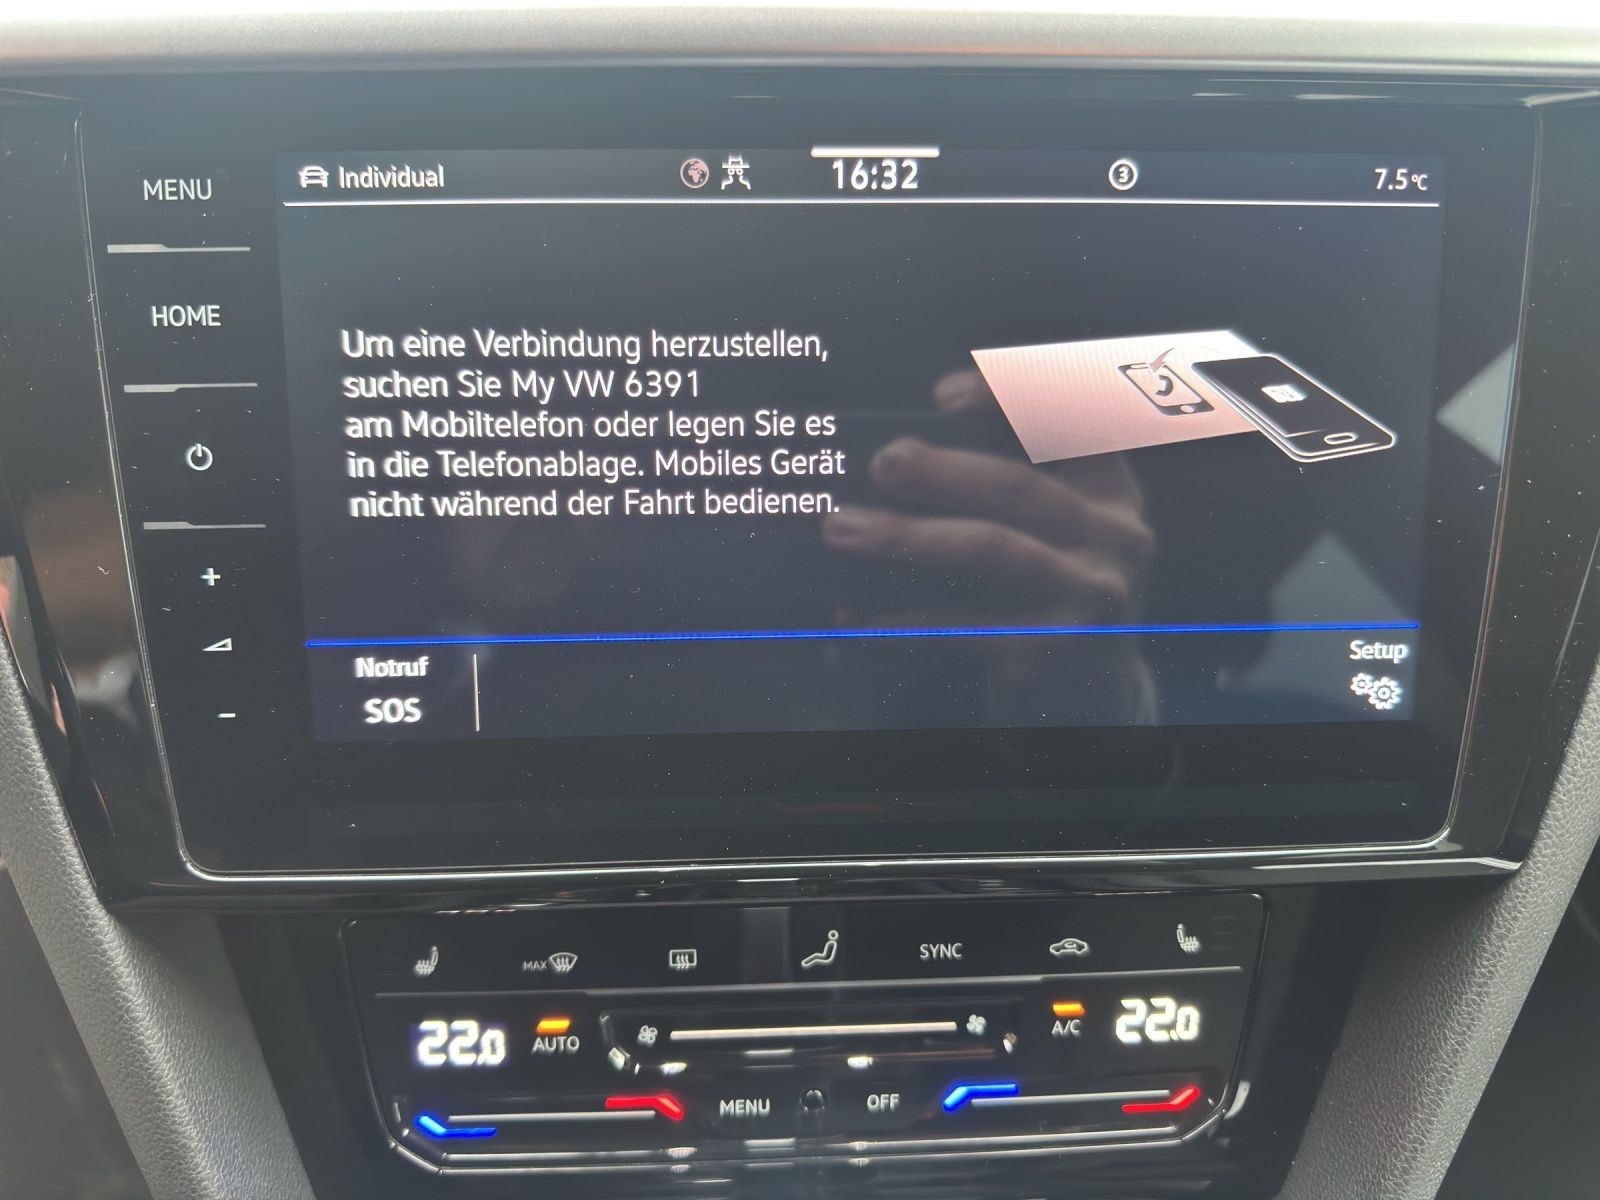 MENU
Individual
16:32
3
7.5°C
HOME
Um eine Verbindung herzustellen,
suchen Sie My VW 6391
am Mobiltelefon oder legen Sie es
in die Telefonablage. Mobiles Gerät
nicht während der Fahrt bedienen.
+
-
Notruf
SOS
Setup
MAX
SYNC
22.0
AUTO
A/C
22.0
MENU
OFF